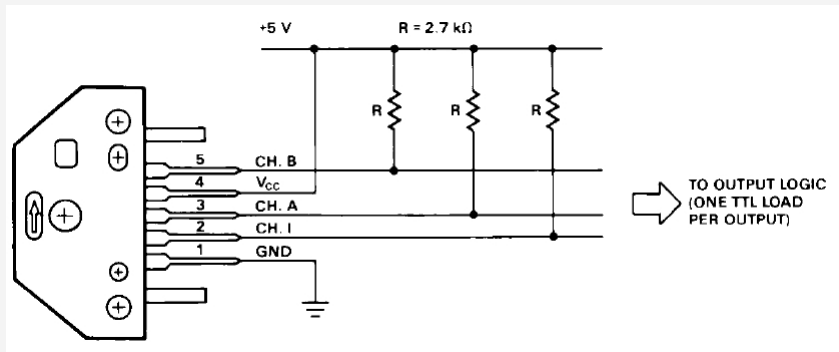 +5 V
R = 2.7 kΩ
R
R
R
5
CH. B
4
VCC
3
CH. A
2
CH. I
1
GND
TO OUTPUT LOGIC
(ONE TTL LOAD
PER OUTPUT)